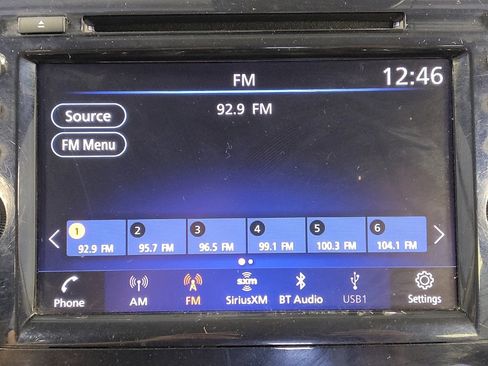 FM
12:46
92.9 FM
Source
FM Menu
1 2 3 4 5 6
92.9 FM 95.7 FM 96.5 FM 99.1 FM 100.3 FM 104.1 FM
sxm
Phone AM FM SiriusXM BT Audio USB1 Settings